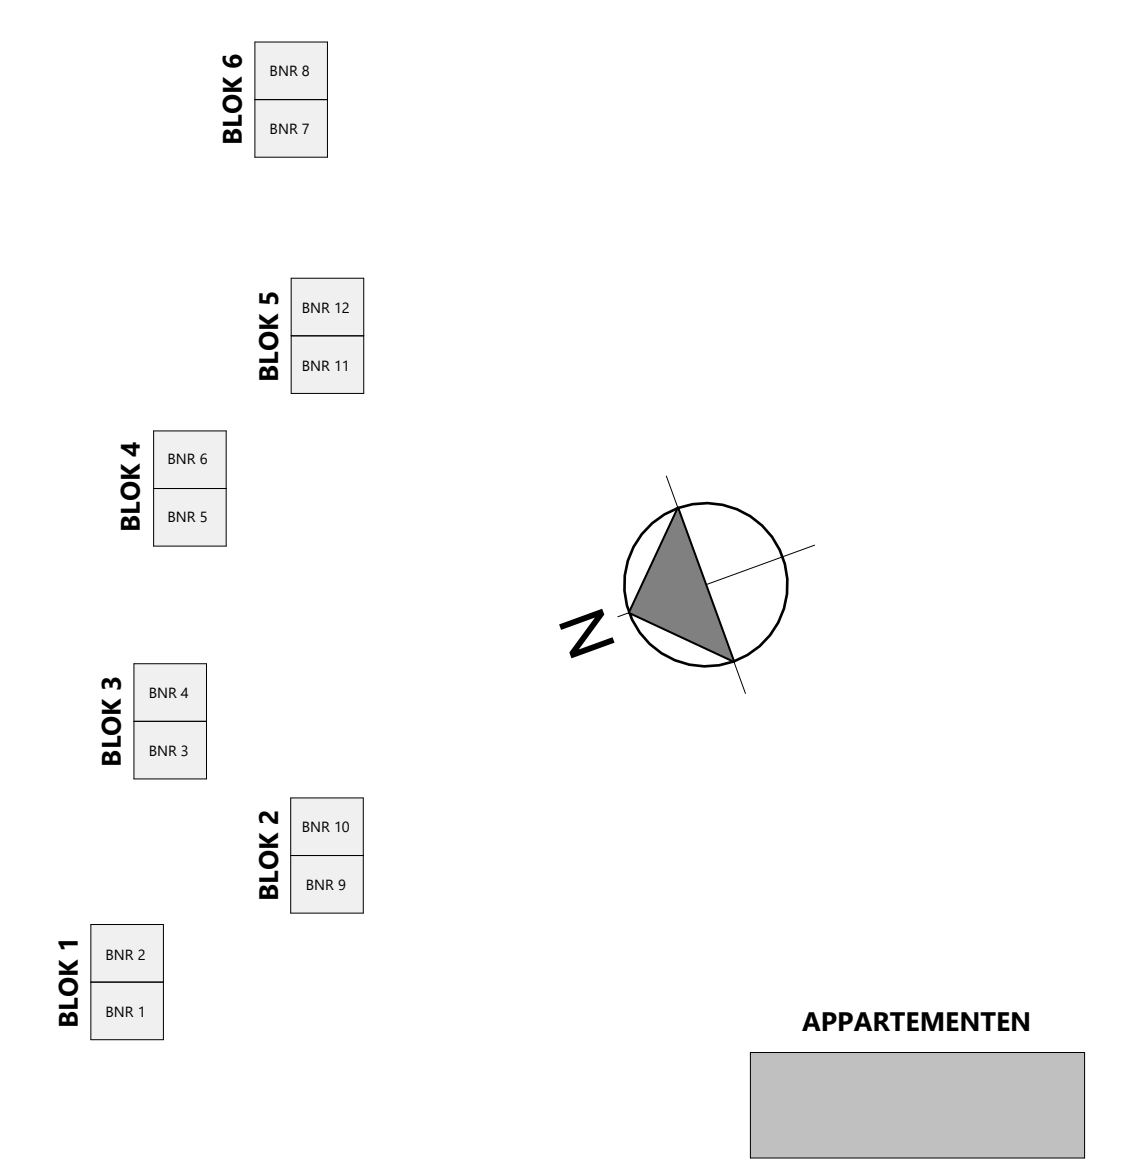 BLOK 6
BNR 8
BNR 7
BLOK 5
BNR 12
BNR 11
BLOK 4
BNR 6
BNR 5
N
BLOK 3
BNR 4
BNR 3
BLOK 2
BNR 10
BNR 9
BLOK 1
BNR 2
BNR 1
APPARTEMENTEN